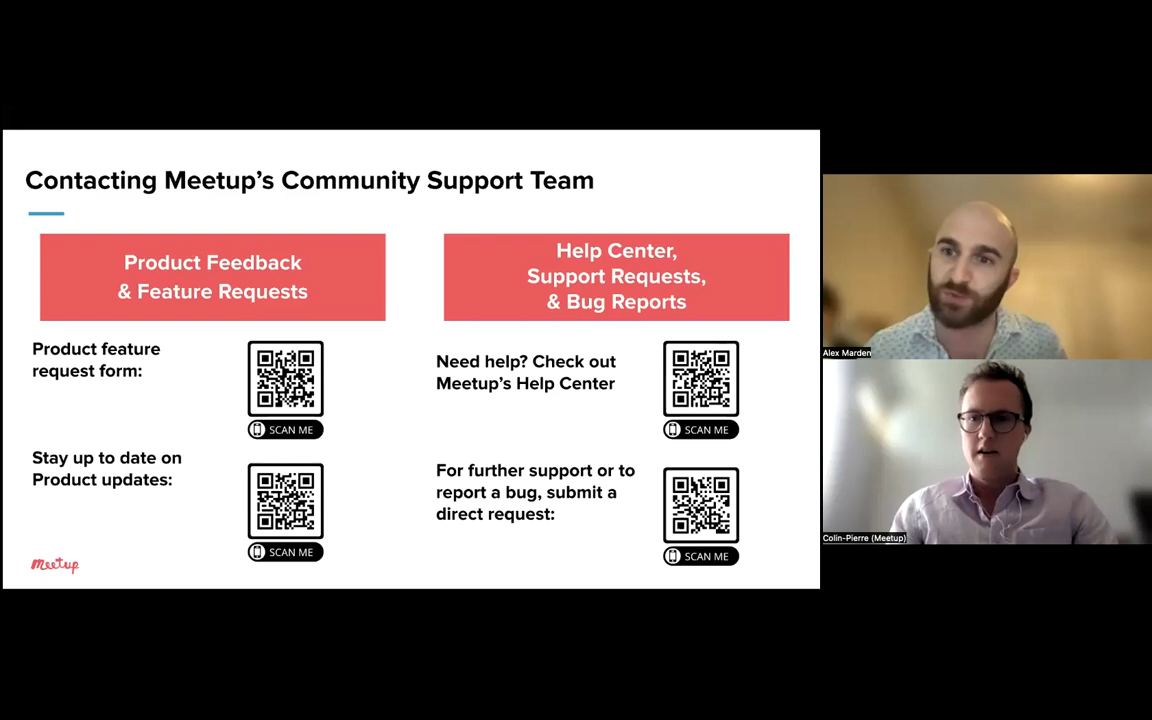 Contacting Meetup's Community Support Team
Product Feedback
& Feature Requests
Product feature
request form:
SCAN ME
Stay up to date on
Product updates:
SCAN ME
Help Center,
Support Requests,
& Bug Reports
Need help? Check out
Meetup's Help Center
SCAN ME
For further support or to
report a bug, submit a
direct request:
SCAN ME
meetup
Alex Marden
Colin-Pierre (Meetup)